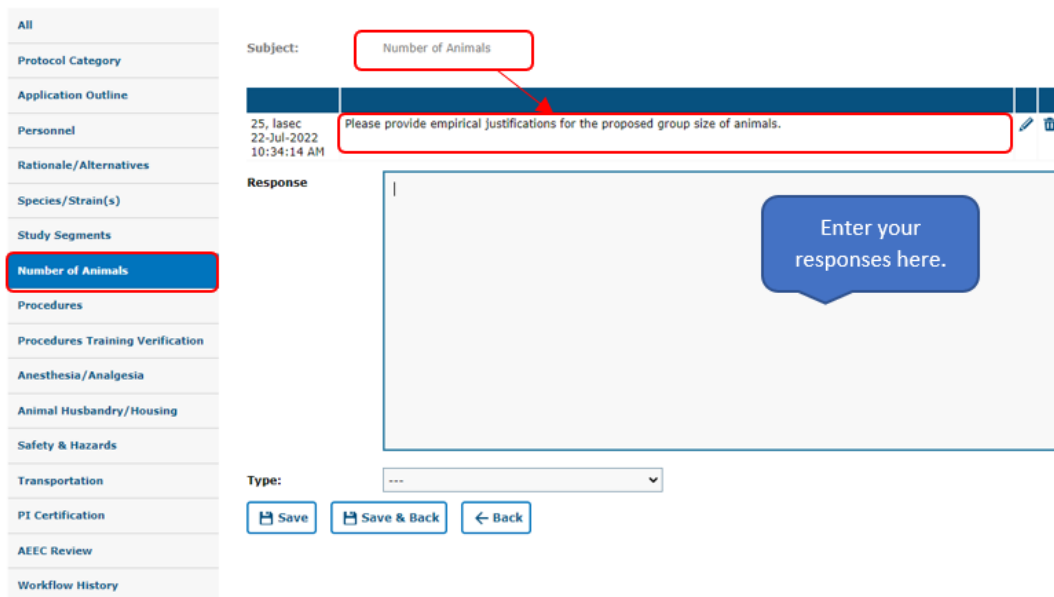 All
Protocol Category
Application Outline
Personnel
Rationale/Alternatives
Species/Strain(s)
Study Segments
Number of Animals
Procedures
Procedures Training Verification
Anesthesia/Analgesia
Animal Husbandry/Housing
Safety & Hazards
Transportation
PI Certification
AEEC Review
Workflow History
Subject: Number of Animals
25, lasec
22-Jul-2022
10:34:14 AM
Please provide empirical justifications for the proposed group size of animals.
Response
Enter your
responses here.
Type: ---
Save Save & Back Back